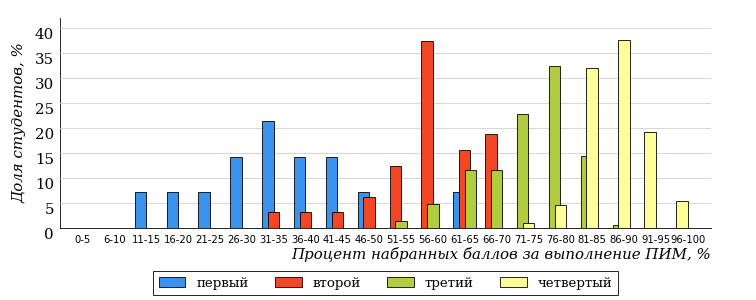 Доля студентов, %
40
35
30
25
20
15
10
5
0
0-5 6-10 11-15 16-20 21-25 26-30 31-35 36-40 41-45 46-50 51-55 56-60 61-65 66-70 71-75 76-80 81-85 86-90 91-95 96-100
Процент набранных баллов за выполнение ПИМ, %
первый второй третий четвертый